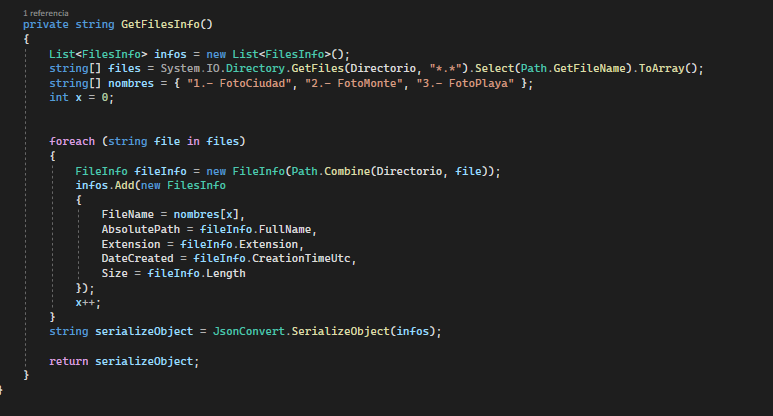 1 referencia
private string GetFilesInfo()
{
List<FilesInfo> infos = new List<FilesInfo>();
string[] files = System.IO.Directory.GetFiles(Directorio, "*.*").Select(Path.GetFileName).ToArray();
string[] nombres = { "1.- FotoCiudad", "2.- FotoMonte", "3.- FotoPlaya" };
int x = 0;
foreach (string file in files)
{
FileInfo fileInfo = new FileInfo(Path.Combine(Directorio, file));
infos.Add(new FilesInfo
{
FileName = nombres[x],
AbsolutePath = fileInfo.FullName,
Extension = fileInfo.Extension,
DateCreated = fileInfo.CreationTimeUtc,
Size = fileInfo.Length
});
x++;
}
string serializeObject = JsonConvert.SerializeObject(infos);
return serializeObject;
}
}